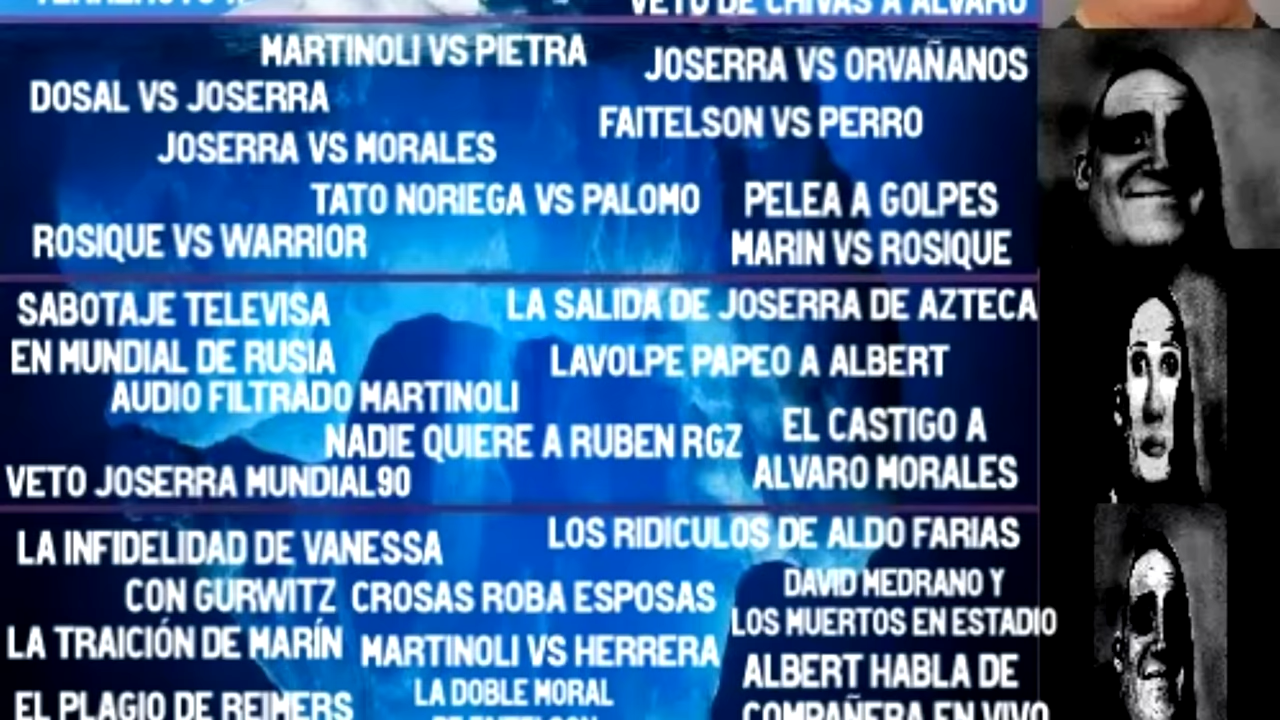 VETO DE CHIVAS A ALVARO
MARTINOLI VS PIETRA
JOSERRA VS ORVAÑANOS
DOSAL VS JOSERRA
FAITELSON VS PERRO
JOSERRA VS MORALES
TATO NORIEGA VS PALOMO
PELEA A GOLPES
MARIN VS ROSIQUE
ROSIQUE VS WARRIOR
SABOTAJE TELEVISA
EN MUNDIAL DE RUSIA
LA SALIDA DE JOSERRA DE AZTECA
LAVOLPE PAPEO A ALBERT
AUDIO FILTRADO MARTINOLI
NADIE QUIERE A RUBEN RGZ
EL CASTIGO A
ALVARO MORALES
VETO JOSERRA MUNDIAL90
LA INFIDELIDAD DE VANESSA
CON GURWITZ
LOS RIDICULOS DE ALDO FARIAS
CROSAS ROBA ESPOSAS
DAVID MEDRANO Y
LOS MUERTOS EN ESTADIO
LA TRAICIÓN DE MARÍN
MARTINOLI VS HERRERA
ALBERT HABLA DE
COMPAÑERA EN VIVO
EL PLAGIO DE REIMERS
LA DOBLE MORAL
DE FAITELSON